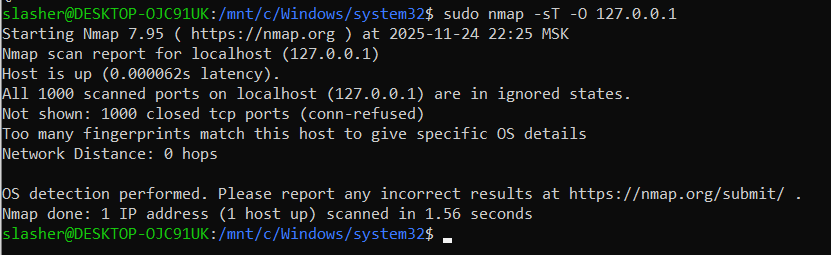 slasher@DESKTOP-OJC91UK:/mnt/c/Windows/system32$ sudo nmap -sT -O 127.0.0.1
Starting Nmap 7.95 ( https://nmap.org ) at 2025-11-24 22:25 MSK
Nmap scan report for localhost (127.0.0.1)
Host is up (0.000062s latency).
All 1000 scanned ports on localhost (127.0.0.1) are in ignored states.
Not shown: 1000 closed tcp ports (conn-refused)
Too many fingerprints match this host to give specific OS details
Network Distance: 0 hops

OS detection performed. Please report any incorrect results at https://nmap.org/submit/ .
Nmap done: 1 IP address (1 host up) scanned in 1.56 seconds
slasher@DESKTOP-OJC91UK:/mnt/c/Windows/system32$